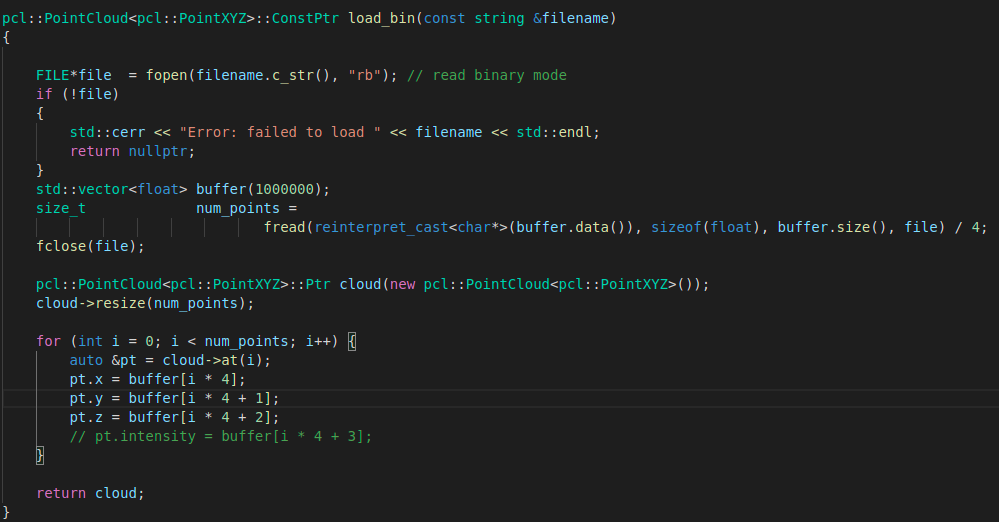 pcl::PointCloud<pcl::PointXYZ>::ConstPtr load_bin(const string &filename)
{
    FILE*file  = fopen(filename.c_str(), "rb"); // read binary mode
    if (!file)
    {
        std::cerr << "Error: failed to load " << filename << std::endl;
        return nullptr;
    }
    std::vector<float> buffer(1000000);
    size_t             num_points =
                               fread(reinterpret_cast<char*>(buffer.data()), sizeof(float), buffer.size(), file) / 4;
    fclose(file);
    pcl::PointCloud<pcl::PointXYZ>::Ptr cloud(new pcl::PointCloud<pcl::PointXYZ>());
    cloud->resize(num_points);
    for (int i = 0; i < num_points; i++) {
        auto &pt = cloud->at(i);
        pt.x = buffer[i * 4];
        pt.y = buffer[i * 4 + 1];
        pt.z = buffer[i * 4 + 2];
        // pt.intensity = buffer[i * 4 + 3];
    }
    return cloud;
}